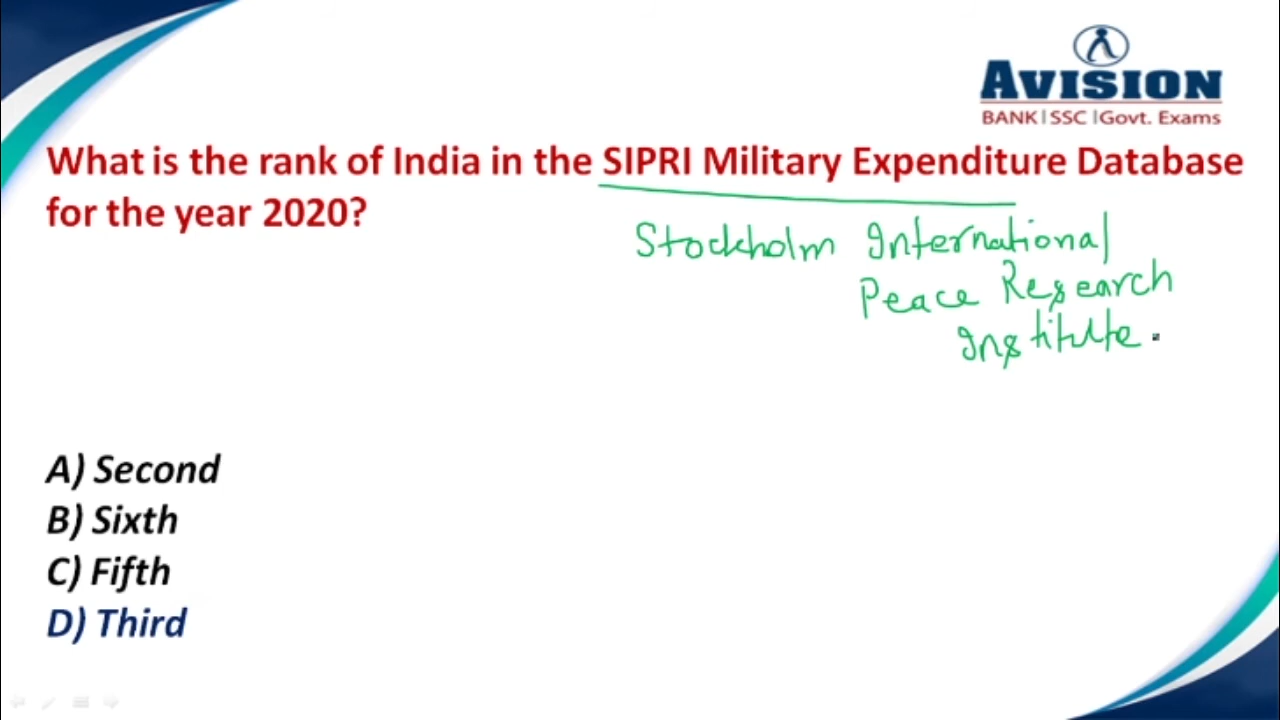 AVISION
BANK|SSC|Govt. Exams
What is the rank of India in the SIPRI Military Expenditure Database
for the year 2020?
Stockholm International
Peace Research
Institute.
A) Second
B) Sixth
C) Fifth
D) Third